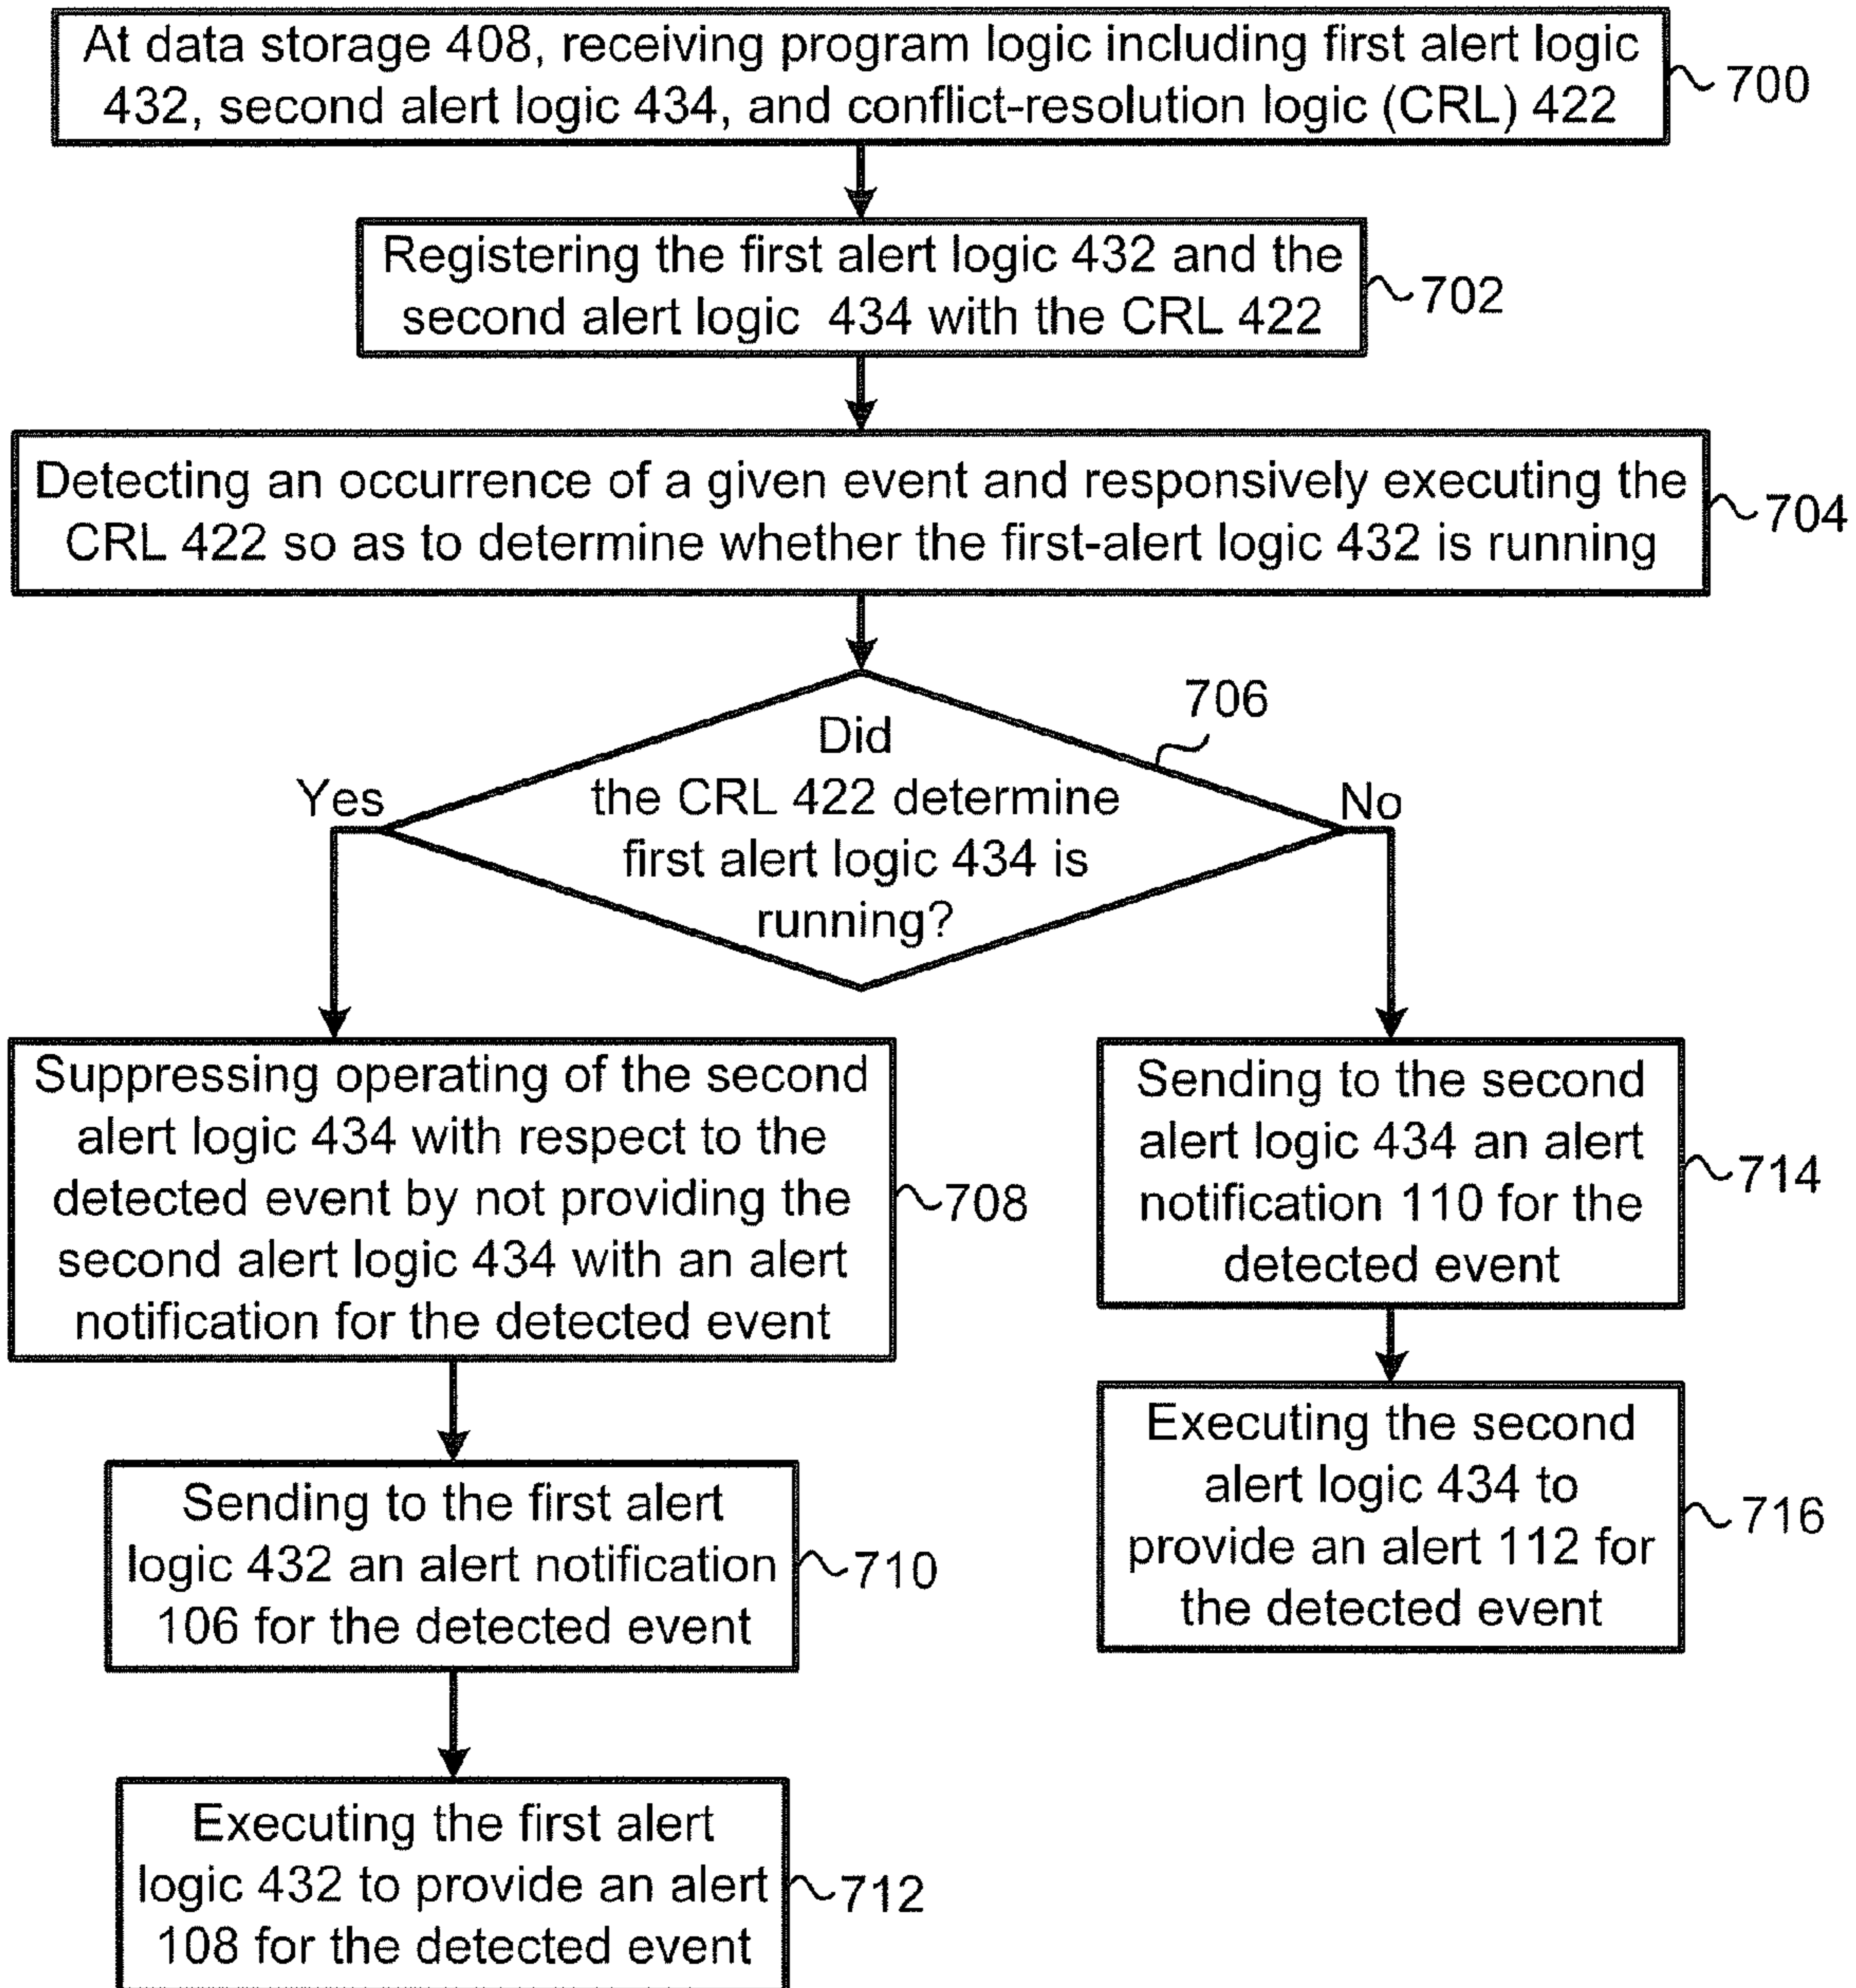 At data storage 408, receiving program logic including first alert logic
432, second alert logic 434, and conflict-resolution logic (CRL) 422
700
Registering the first alert logic 432 and the
second alert logic 434 with the CRL 422
702
Detecting an occurrence of a given event and responsively executing the
CRL 422 so as to determine whether the first-alert logic 432 is running
704
706
Did
the CRL 422 determine
first alert logic 434 is
running?
Yes
No
Suppressing operating of the second
alert logic 434 with respect to the
detected event by not providing the
second alert logic 434 with an alert
notification for the detected event
708
Sending to the first alert
logic 432 an alert notification
106 for the detected event
710
Executing the first alert
logic 432 to provide an alert
108 for the detected event
712
Sending to the second
alert logic 434 an alert
notification 110 for the
detected event
714
Executing the second
alert logic 434 to
provide an alert 112 for
the detected event
716